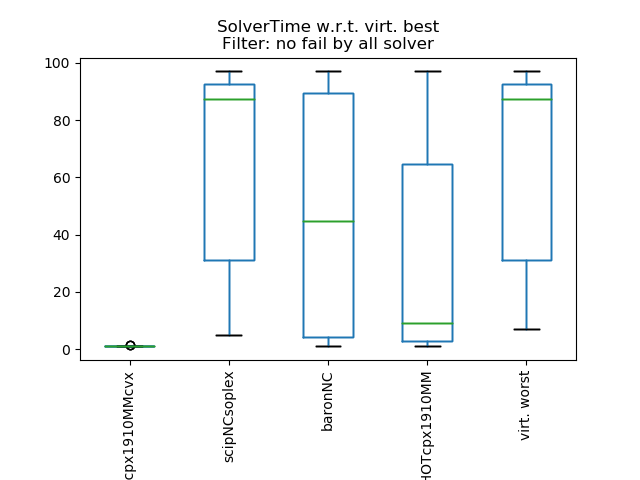 SolverTime w.r.t. virt. best
Filter: no fail by all solver
100
80
60
40
20
0
cpx1910MMcvx
scipNCsoplex
baronNC
HOTcpx1910MM
virt. worst